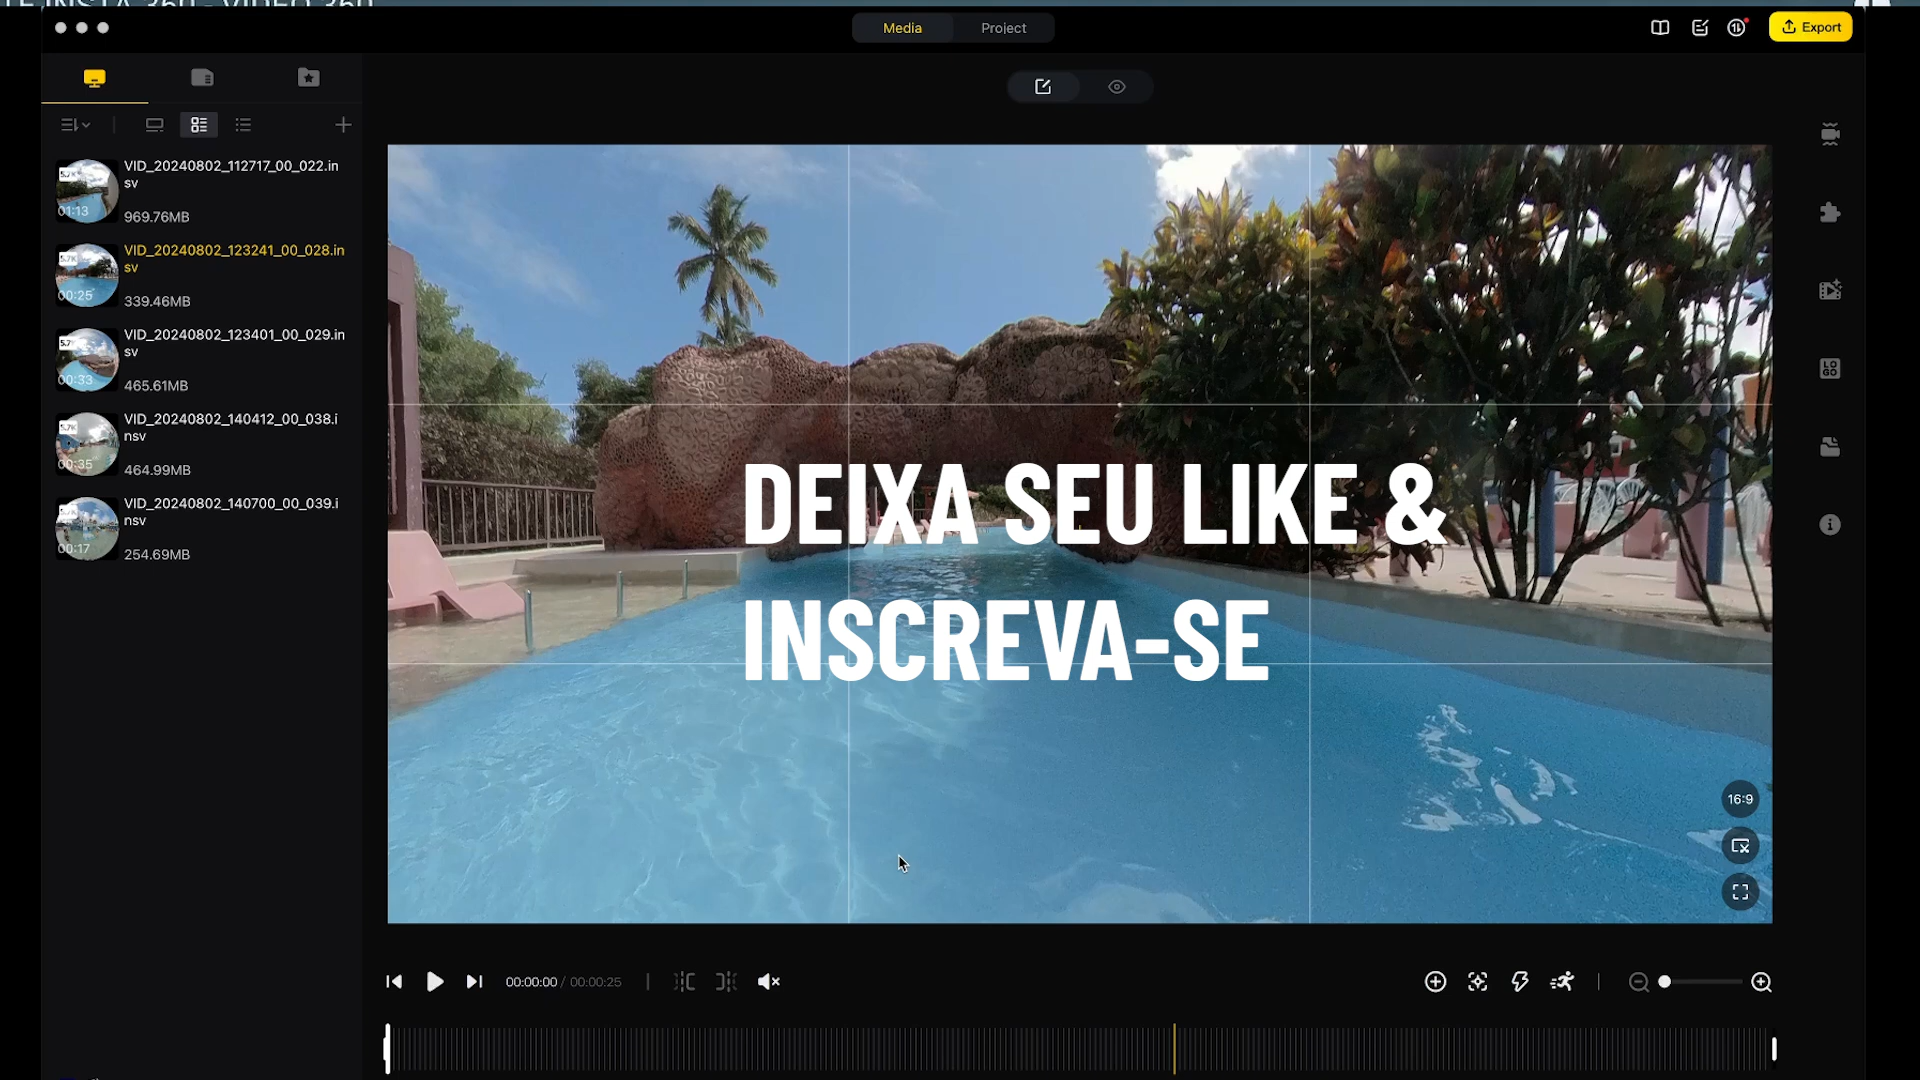 Media
Project
Export
VID_20240802_112717_00_022.in
sv
01:13
969.76MB
VID_20240802_123241_00_028.in
sv
00:25
339.46MB
VID_20240802_123401_00_029.in
sv
00:33
465.61MB
VID_20240802_140412_00_038.i
nsv
00:35
464.99MB
VID_20240802_140700_00_039.i
nsv
00:17
254.69MB
LO
GO
DEIXA SEU LIKE &
INSCREVA-SE
16:9
00:00:00 / 00:00:25